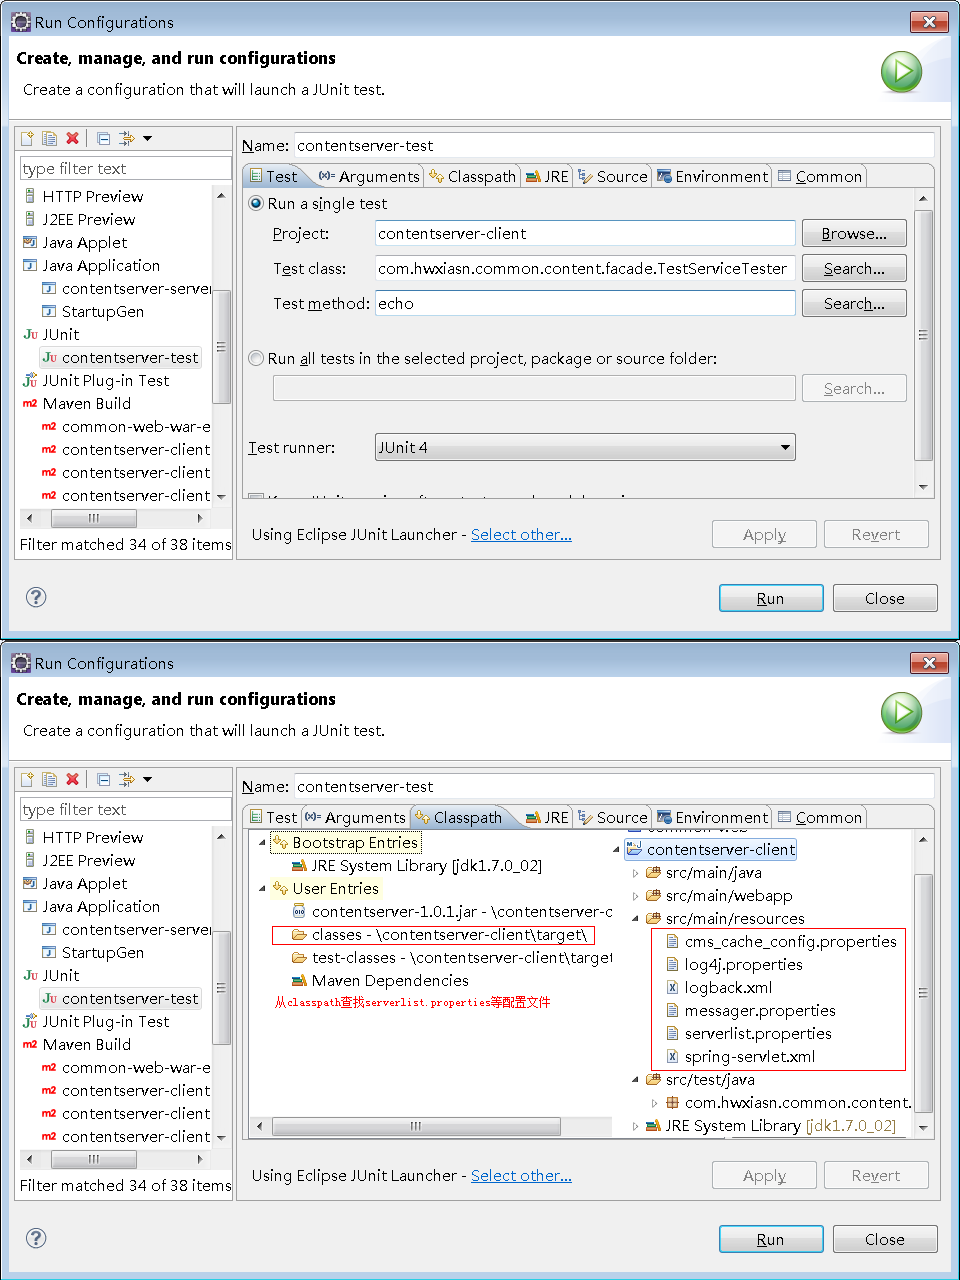 Run Configurations
Create, manage, and run configurations
Create a configuration that will launch a JUnit test.
type filter text
HTTP Preview
J2EE Preview
Java Applet
Java Application
contentserver-server
StartupGen
JUnit
contentserver-test
JUnit Plug-in Test
Maven Build
common-web-war-e
contentserver-client
contentserver-client
contentserver-client
Filter matched 34 of 38 items
Name: contentserver-test
Test Arguments Classpath JRE Source Environment Common
Run a single test
Project: contentserver-client Browse...
Test class: com.hwxiasn.common.content.facade.TestServiceTester Search...
Test method: echo Search...
Run all tests in the selected project, package or source folder:
Search...
Test runner: JUnit 4
Using Eclipse JUnit Launcher - Select other... Apply Revert
Run Close
Run Configurations
Create, manage, and run configurations
Create a configuration that will launch a JUnit test.
type filter text
HTTP Preview
J2EE Preview
Java Applet
Java Application
contentserver-server
StartupGen
JUnit
contentserver-test
JUnit Plug-in Test
Maven Build
common-web-war-e
contentserver-client
contentserver-client
contentserver-client
Filter matched 34 of 38 items
Name: contentserver-test
Test Arguments Classpath JRE Source Environment Common
Bootstrap Entries
JRE System Library [jdk1.7.0_02]
User Entries
contentserver-1.0.1.jar - \contentserver-c
classes - \contentserver-client\target\
test-classes - \contentserver-client\target
Maven Dependencies
从classpath查找serverlist.properties等配置文件
common-web
contentserver-client
src/main/java
src/main/webapp
src/main/resources
cms_cache_config.properties
log4j.properties
logback.xml
messager.properties
serverlist.properties
spring-servlet.xml
src/test/java
com.hwxiasn.common.content.
JRE System Library [jdk1.7.0_02]
Using Eclipse JUnit Launcher - Select other... Apply Revert
Run Close